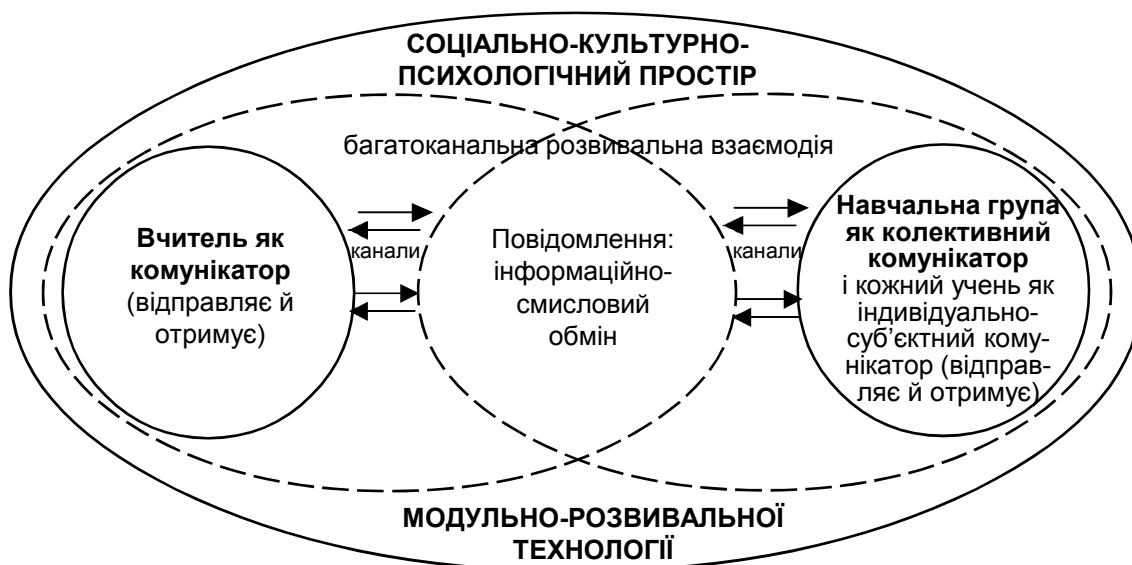 СОЦІАЛЬНО-КУЛЬТУРНО-
ПСИХОЛОГІЧНИЙ ПРОСТІР
багатоканальна розвивальна взаємодія
Вчитель як
комунікатор
(відправляє й
отримує)
канали
Повідомлення:
інформаційно-
смисловий
обмін
канали
Навчальна група
як колективний
комунікатор
і кожний учень як
індивідуально-
суб’єктний кому-
нікатор (відправ-
ляє й отримує)
МОДУЛЬНО-РОЗВИВАЛЬНОЇ
ТЕХНОЛОГІЇ